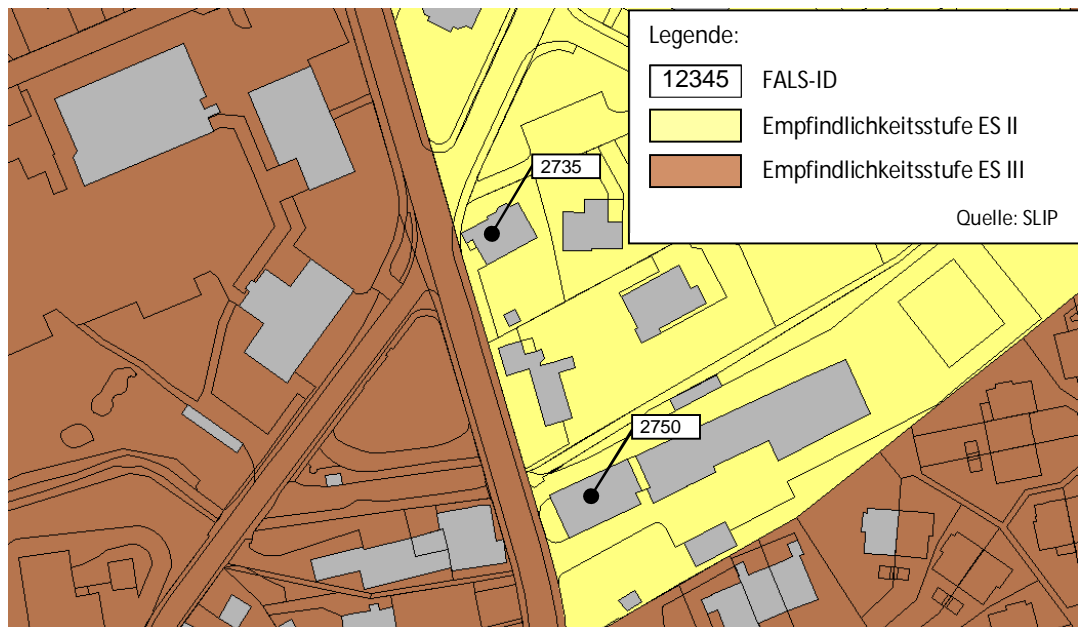 Legende:
12345 FALS-ID
Empfindlichkeitsstufe ES II
Empfindlichkeitsstufe ES III
Quelle: SLIP
2735
2750